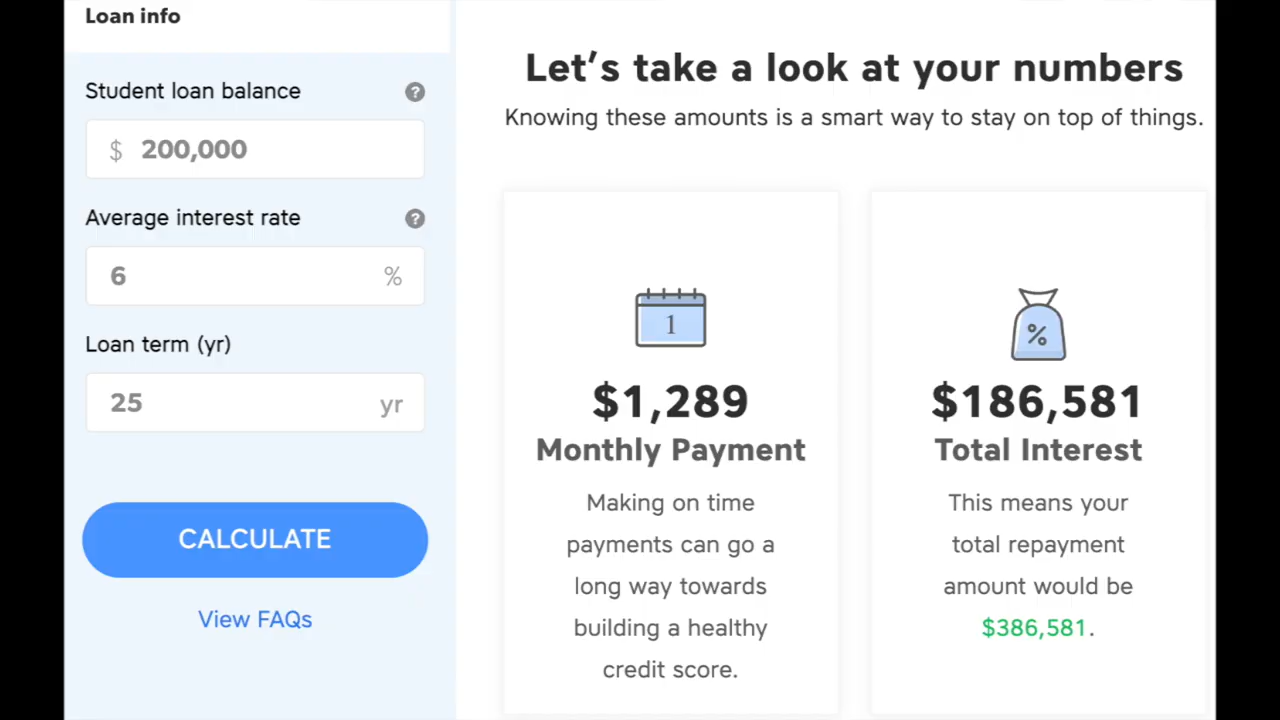 Loan info
Student loan balance ?
$ 200,000
Average interest rate ?
6 %
Loan term (yr)
25 yr
CALCULATE
View FAQs
Let's take a look at your numbers
Knowing these amounts is a smart way to stay on top of things.
1
$1,289
Monthly Payment
Making on time
payments can go a
long way towards
building a healthy
credit score.
%
$186,581
Total Interest
This means your
total repayment
amount would be
$386,581.